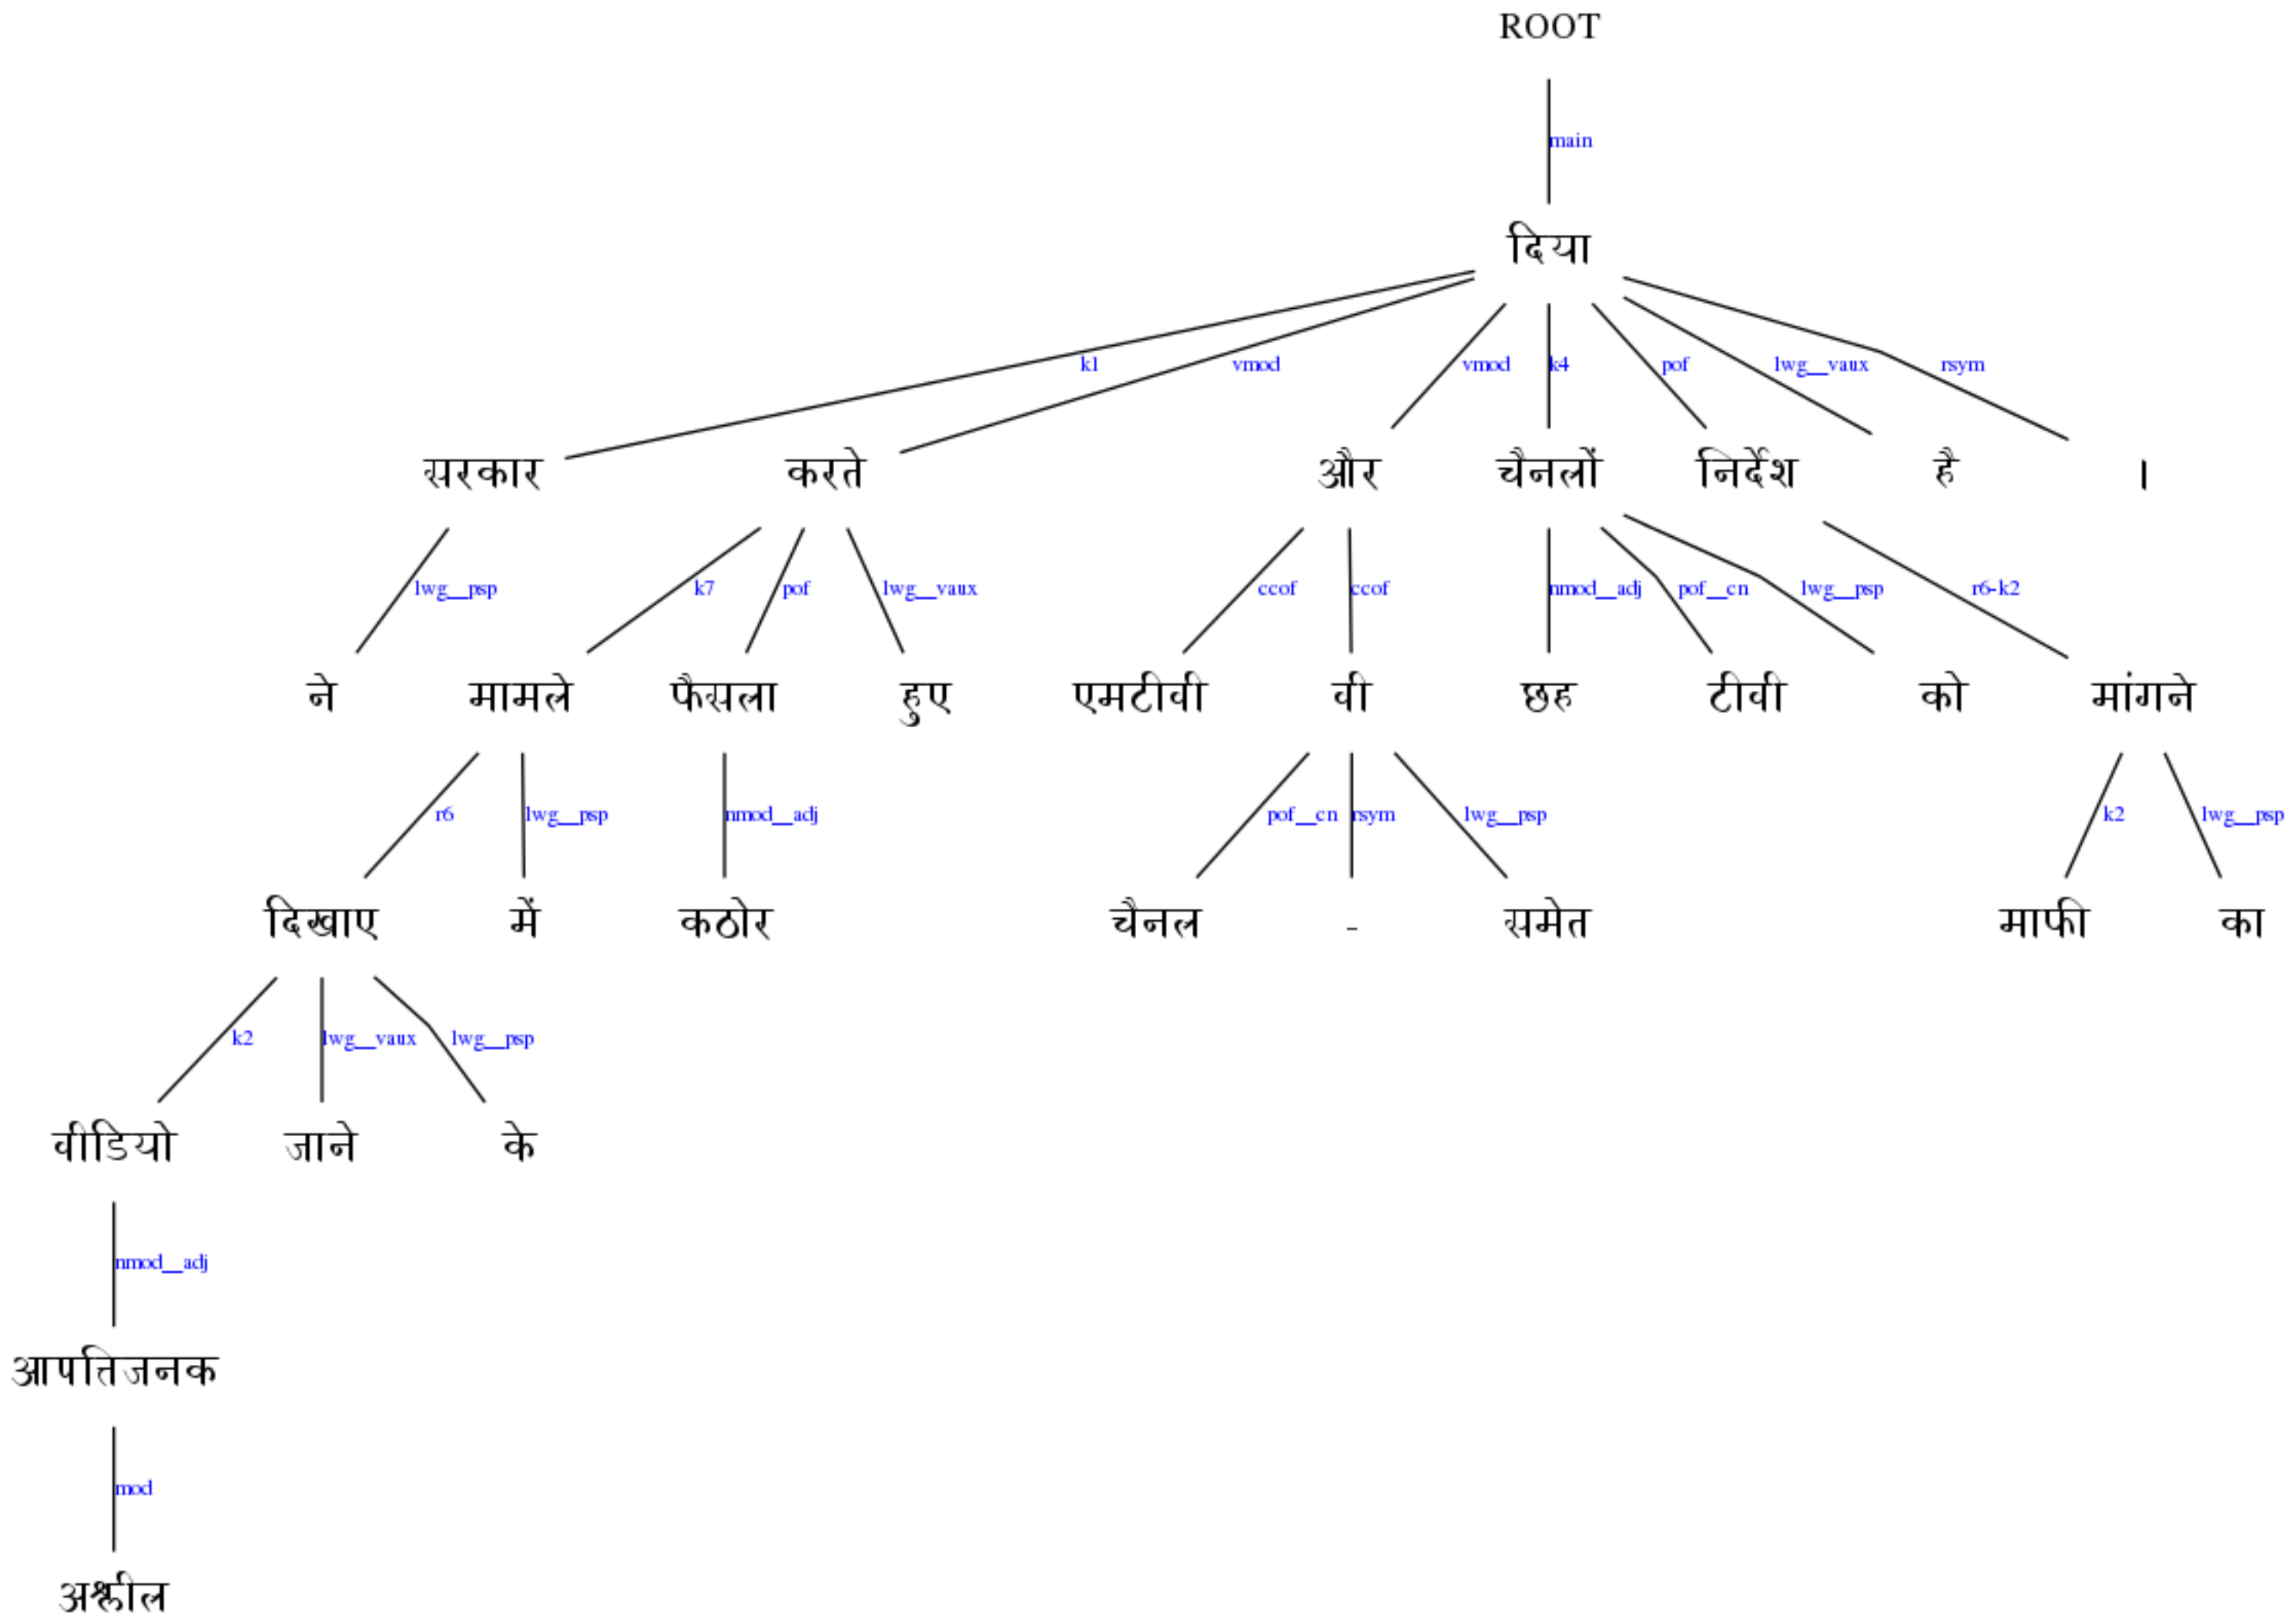 ROOT
main
दिया
k1 vmod vmod k4 pof lwg__vaux rsym
सरकार करते और चैनलों निर्देश है ।
lwg__psp k7 pof lwg__vaux ccof ccof nmod__adj pof__cn lwg__psp r6-k2
ने मामले फैसला हुए एमटीवी वी छह टीवी को मांगने
r6 lwg__psp nmod__adj pof__cn rsym lwg__psp k2 lwg__psp
दिखाए में कठोर चैनल - समेत माफी का
k2 lwg__vaux lwg__psp
वीडियो जाने के
nmod__adj
आपत्तिजनक
mod
अश्लील